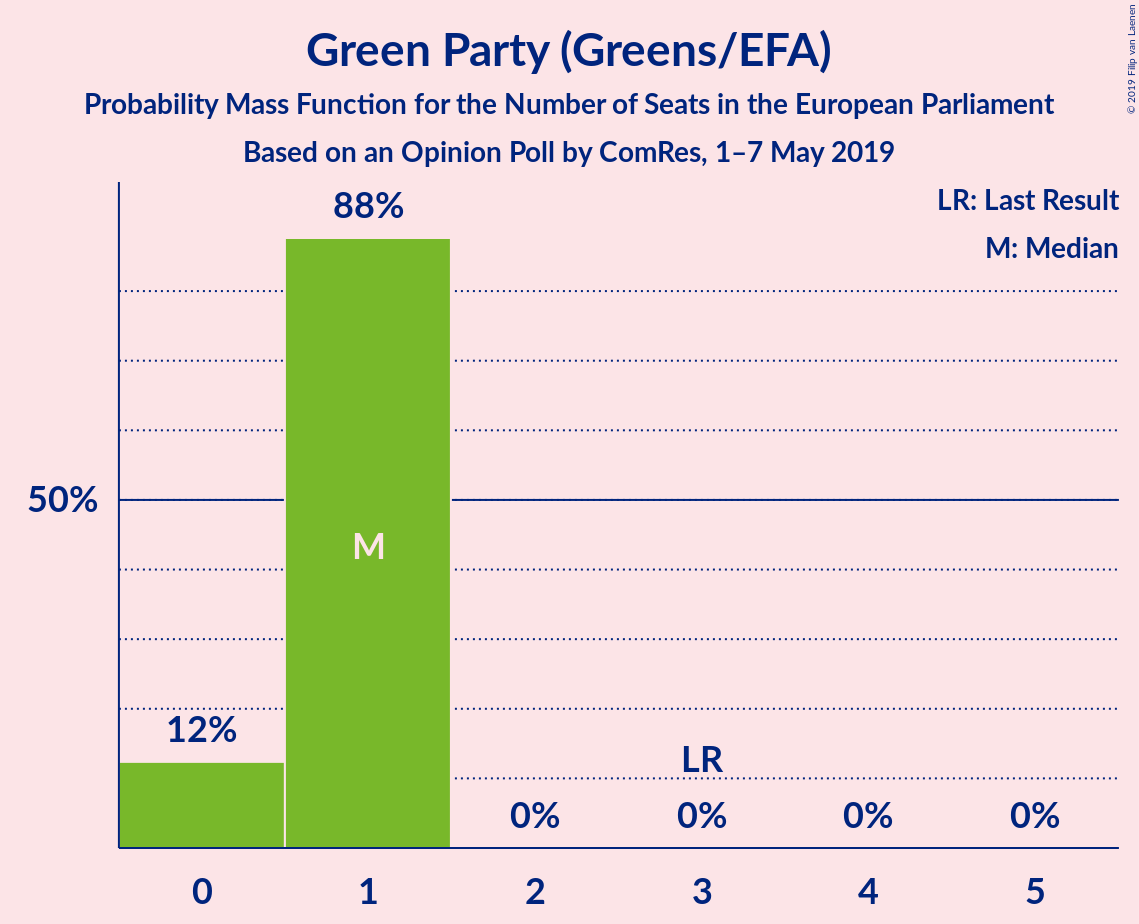 Green Party (Greens/EFA)
Probability Mass Function for the Number of Seats in the European Parliament
Based on an Opinion Poll by ComRes, 1–7 May 2019
© 2019 Filip van Laenen
LR: Last Result
M: Median
88%
50%
M
12%
LR
0%
0%
0%
0%
0
1
2
3
4
5